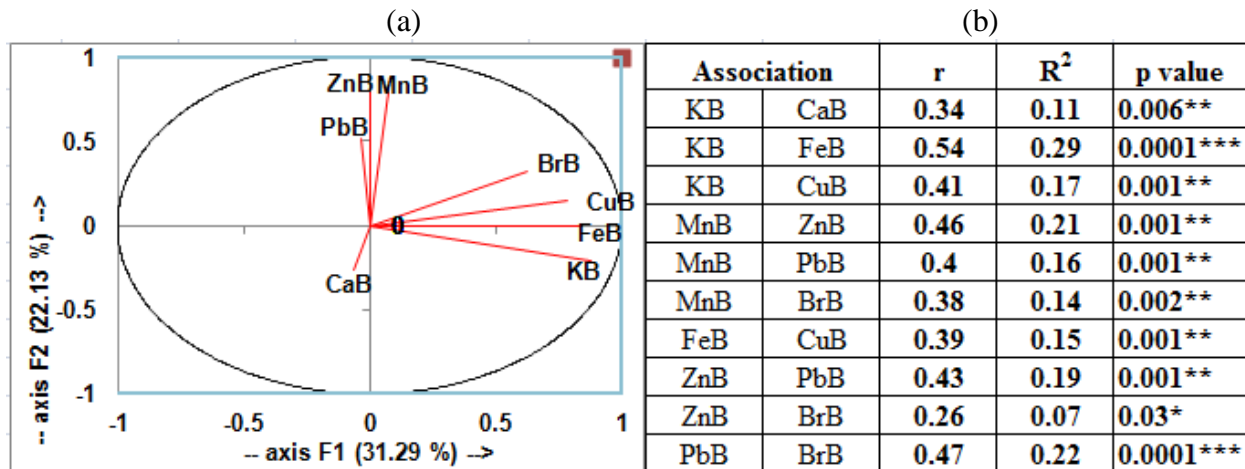 (a)
(b)
1
0.5
0
-0.5
-1
-- axis F2 (22.13 %) -->
ZnB MnB
PbB
BrB
CuB
0
FeB
KB
CaB
-1 -0.5 0 0.5 1
-- axis F1 (31.29 %) -->
Association r R² p value
KB CaB 0.34 0.11 0.006**
KB FeB 0.54 0.29 0.0001***
KB CuB 0.41 0.17 0.001**
MnB ZnB 0.46 0.21 0.001**
MnB PbB 0.4 0.16 0.001**
MnB BrB 0.38 0.14 0.002**
FeB CuB 0.39 0.15 0.001**
ZnB PbB 0.43 0.19 0.001**
ZnB BrB 0.26 0.07 0.03*
PbB BrB 0.47 0.22 0.0001***